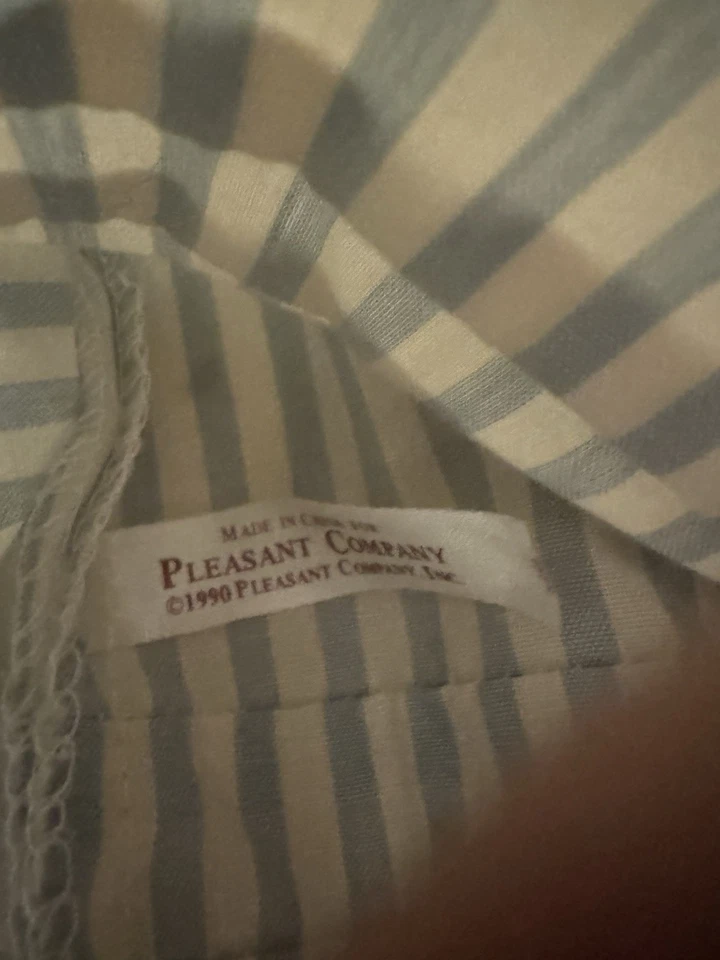 MADE IN CHINA FOR
PLEASANT COMPANY
©1990 PLEASANT COMPANY, INC.